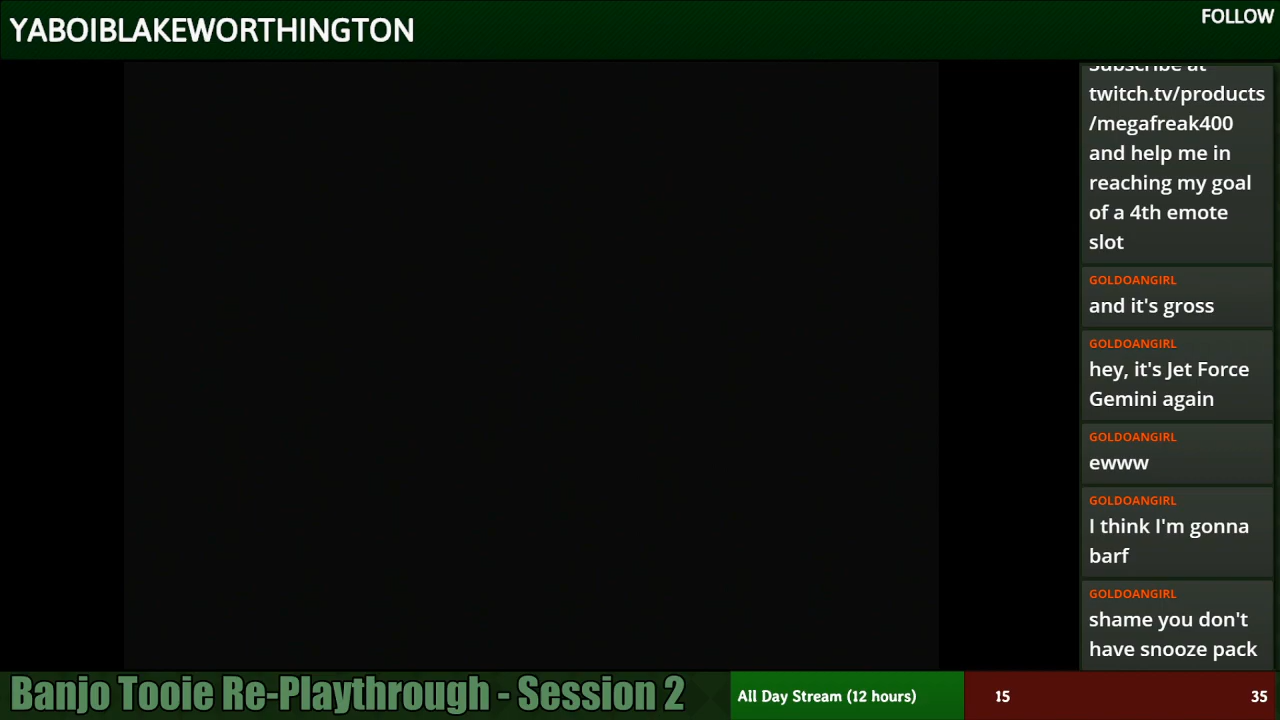 YABOIBLAKEWORTHINGTON
FOLLOW
Subscribe at
twitch.tv/products
/megafreak400
and help me in
reaching my goal
of a 4th emote
slot
GOLDOANGIRL
and it's gross
GOLDOANGIRL
hey, it's Jet Force
Gemini again
GOLDOANGIRL
ewww
GOLDOANGIRL
I think I'm gonna
barf
GOLDOANGIRL
shame you don't
have snooze pack
Banjo Tooie Re-Playthrough - Session 2
All Day Stream (12 hours)
15
35